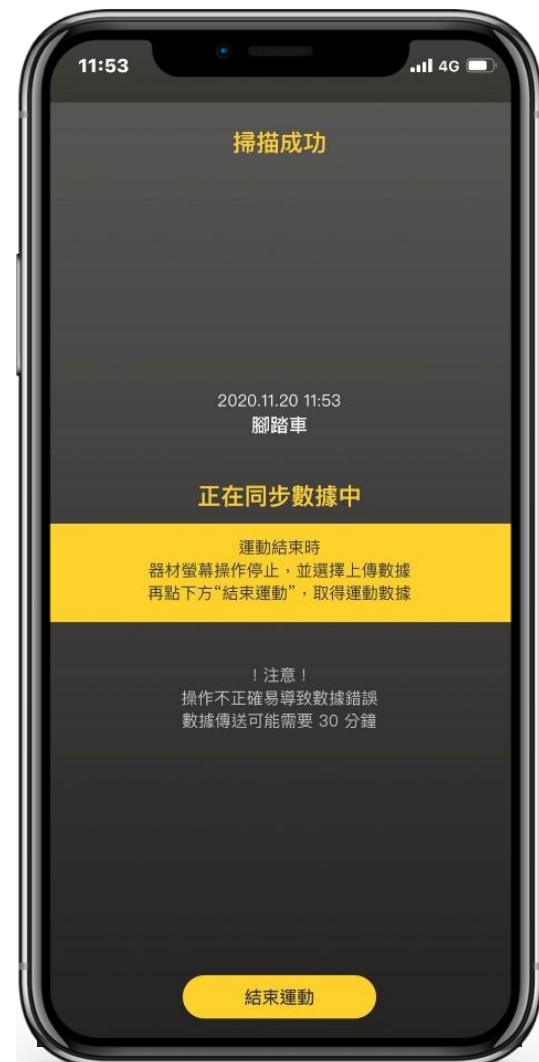 11:53
4G
掃描成功
2020.11.20 11:53
腳踏車
正在同步數據中
運動結束時
器材螢幕操作停止，並選擇上傳數據
再點下方“結束運動”，取得運動數據
！注意！
操作不正確易導致數據錯誤
數據傳送可能需要 30 分鐘
結束運動